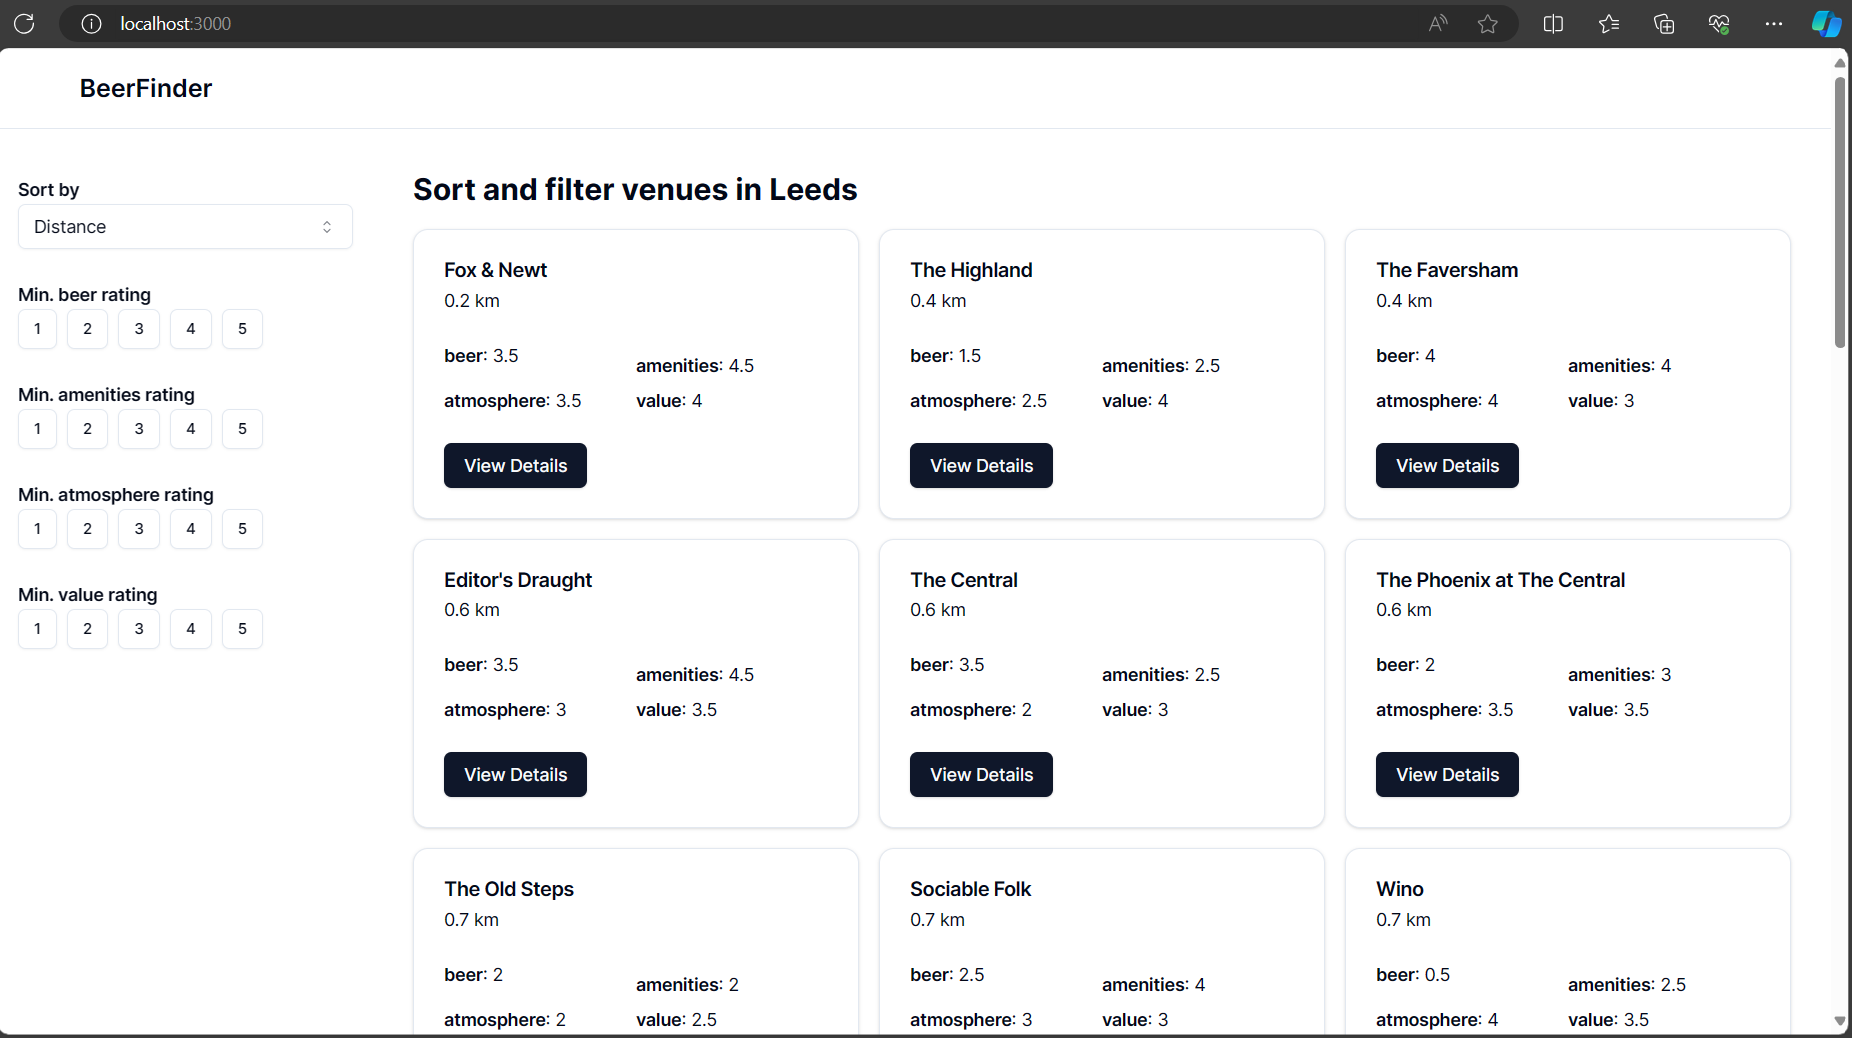 localhost:3000
BeerFinder
Sort by
Distance
Min. beer rating
1 2 3 4 5
Min. amenities rating
1 2 3 4 5
Min. atmosphere rating
1 2 3 4 5
Min. value rating
1 2 3 4 5
Sort and filter venues in Leeds
Fox & Newt
0.2 km
beer: 3.5
amenities: 4.5
atmosphere: 3.5
value: 4
View Details
The Highland
0.4 km
beer: 1.5
amenities: 2.5
atmosphere: 2.5
value: 4
View Details
The Faversham
0.4 km
beer: 4
amenities: 4
atmosphere: 4
value: 3
View Details
Editor's Draught
0.6 km
beer: 3.5
amenities: 4.5
atmosphere: 3
value: 3.5
View Details
The Central
0.6 km
beer: 3.5
amenities: 2.5
atmosphere: 2
value: 3
View Details
The Phoenix at The Central
0.6 km
beer: 2
amenities: 3
atmosphere: 3.5
value: 3.5
View Details
The Old Steps
0.7 km
beer: 2
amenities: 2
atmosphere: 2
value: 2.5
Sociable Folk
0.7 km
beer: 2.5
amenities: 4
atmosphere: 3
value: 3
Wino
0.7 km
beer: 0.5
amenities: 2.5
atmosphere: 4
value: 3.5